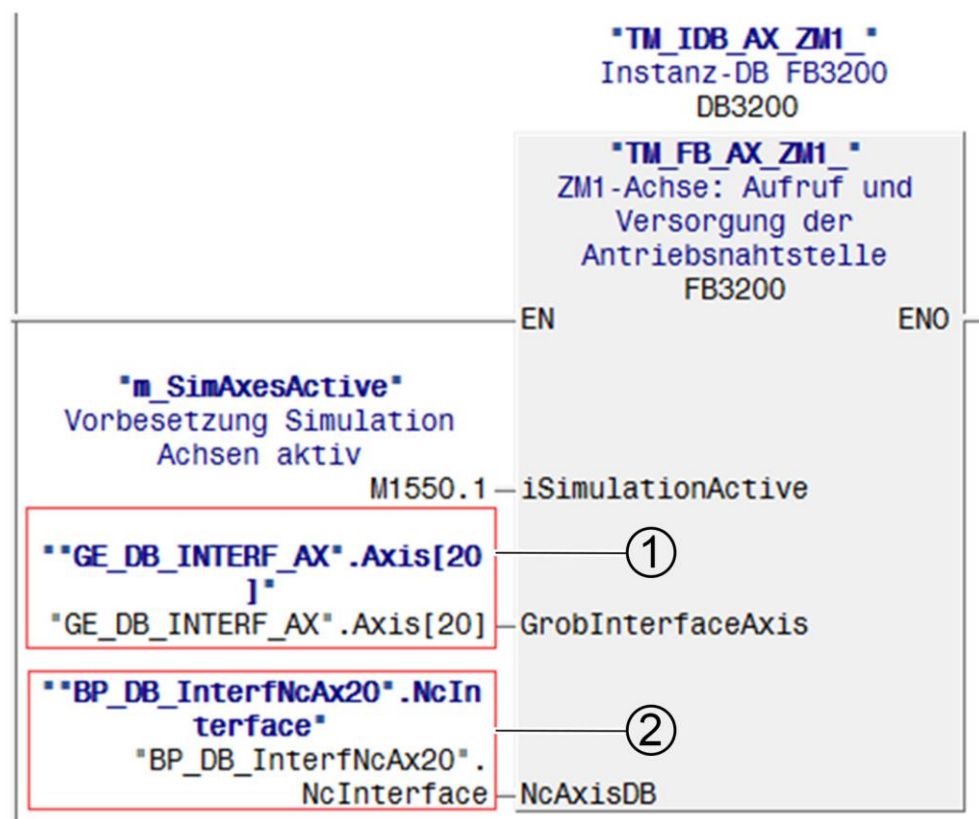 "TM_IDB_AX_ZM1_"
Instanz-DB FB3200
DB3200
"TM_FB_AX_ZM1_"
ZM1-Achse: Aufruf und
Versorgung der
Antriebsnahtstelle
FB3200
EN ENO
"m_SimAxesActive"
Vorbesetzung Simulation
Achsen aktiv
M1550.1 iSimulationActive
""GE_DB_INTERF_AX".Axis[20 1
]"
"GE_DB_INTERF_AX".Axis[20] GrobInterfaceAxis
""BP_DB_InterfNcAx20".NcIn
terface" 2
"BP_DB_InterfNcAx20".
NcInterface NcAxisDB